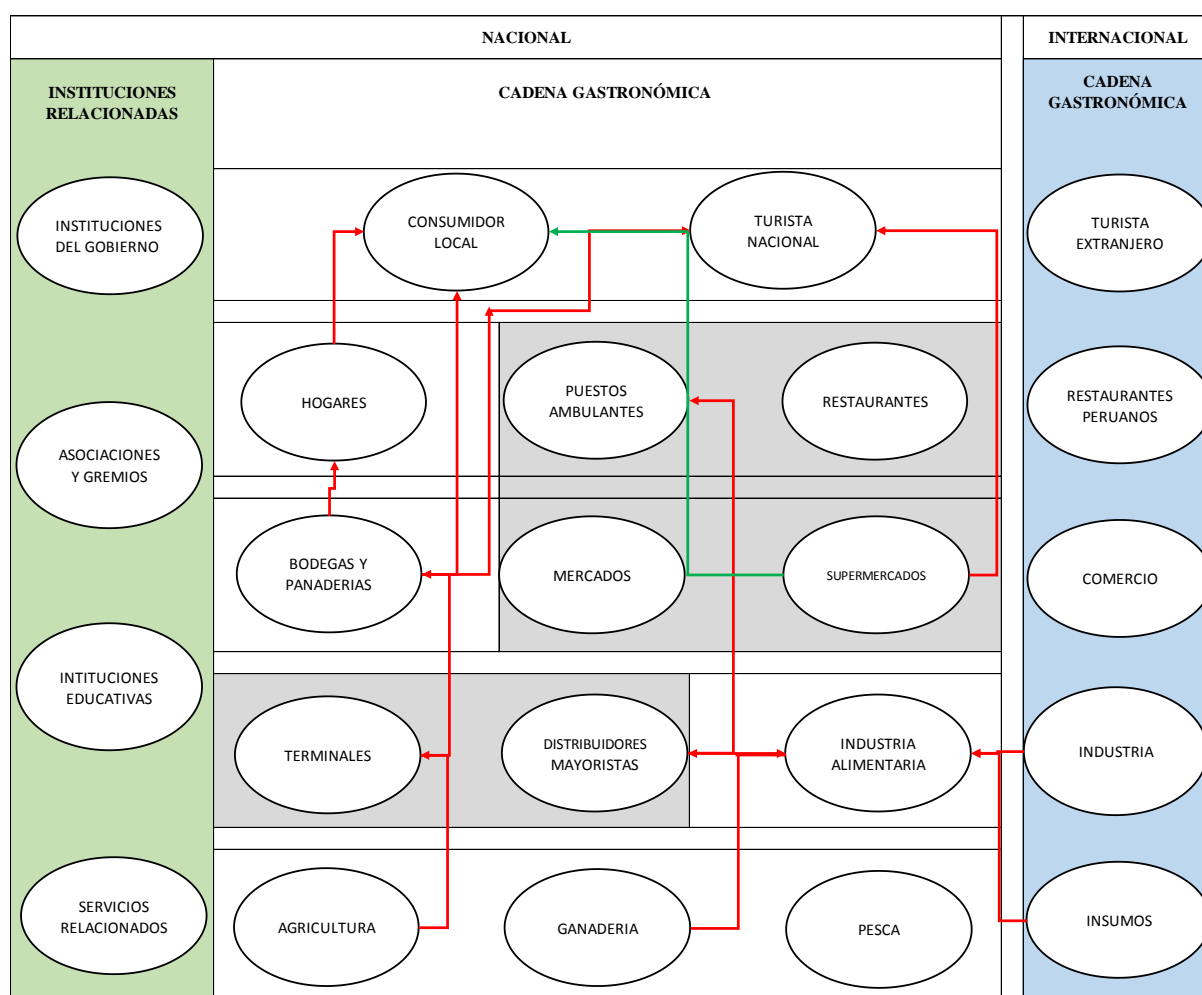 NACIONAL
INTERNACIONAL
INSTITUCIONES
RELACIONADAS
CADENA GASTRONÓMICA
CADENA
GASTRONÓMICA
INSTITUCIONES
DEL GOBIERNO
CONSUMIDOR
LOCAL
TURISTA
NACIONAL
TURISTA
EXTRANJERO
ASOCIACIONES
Y GREMIOS
HOGARES
PUESTOS
AMBULANTES
RESTAURANTES
RESTAURANTES
PERUANOS
BODEGAS Y
PANADERIAS
MERCADOS
SUPERMERCADOS
COMERCIO
INTITUCIONES
EDUCATIVAS
TERMINALES
DISTRIBUIDORES
MAYORISTAS
INDUSTRIA
ALIMENTARIA
INDUSTRIA
SERVICIOS
RELACIONADOS
AGRICULTURA
GANADERIA
PESCA
INSUMOS